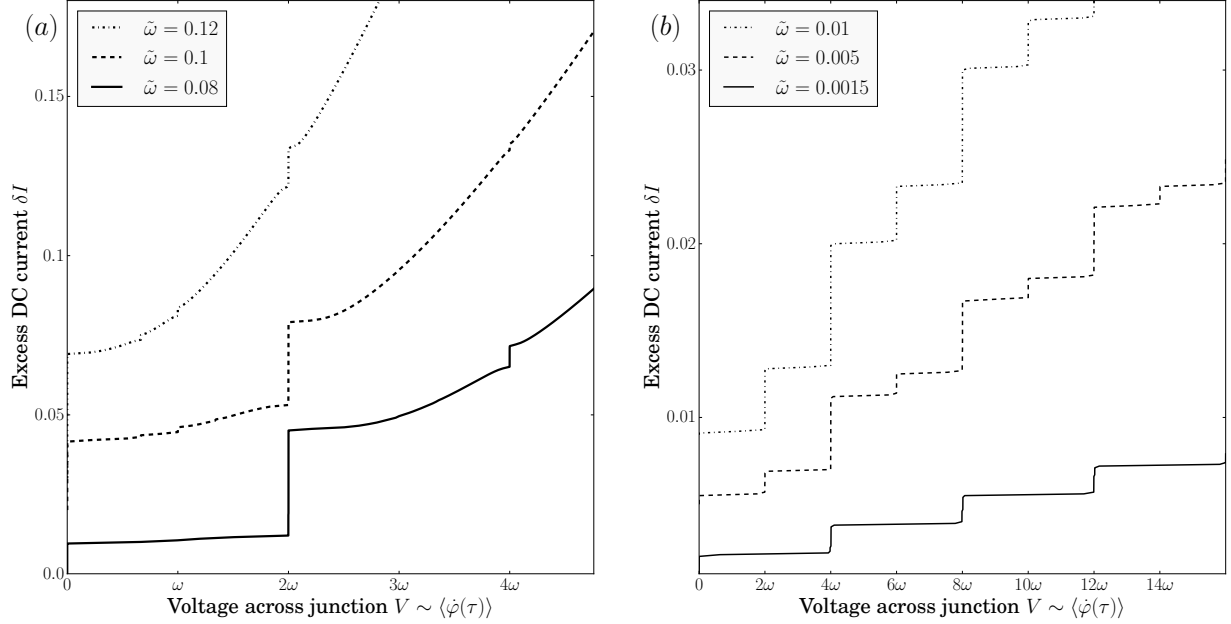 (a)
ω̃ = 0.12
ω̃ = 0.1
ω̃ = 0.08
Excess DC current δI
0.15
0.1
0.05
0.0
0 ω 2ω 3ω 4ω
Voltage across junction V ∼ ⟨φ̇(τ)⟩
(b)
ω̃ = 0.01
ω̃ = 0.005
ω̃ = 0.0015
Excess DC current δI
0.03
0.02
0.01
0 2ω 4ω 6ω 8ω 10ω 12ω 14ω
Voltage across junction V ∼ ⟨φ̇(τ)⟩